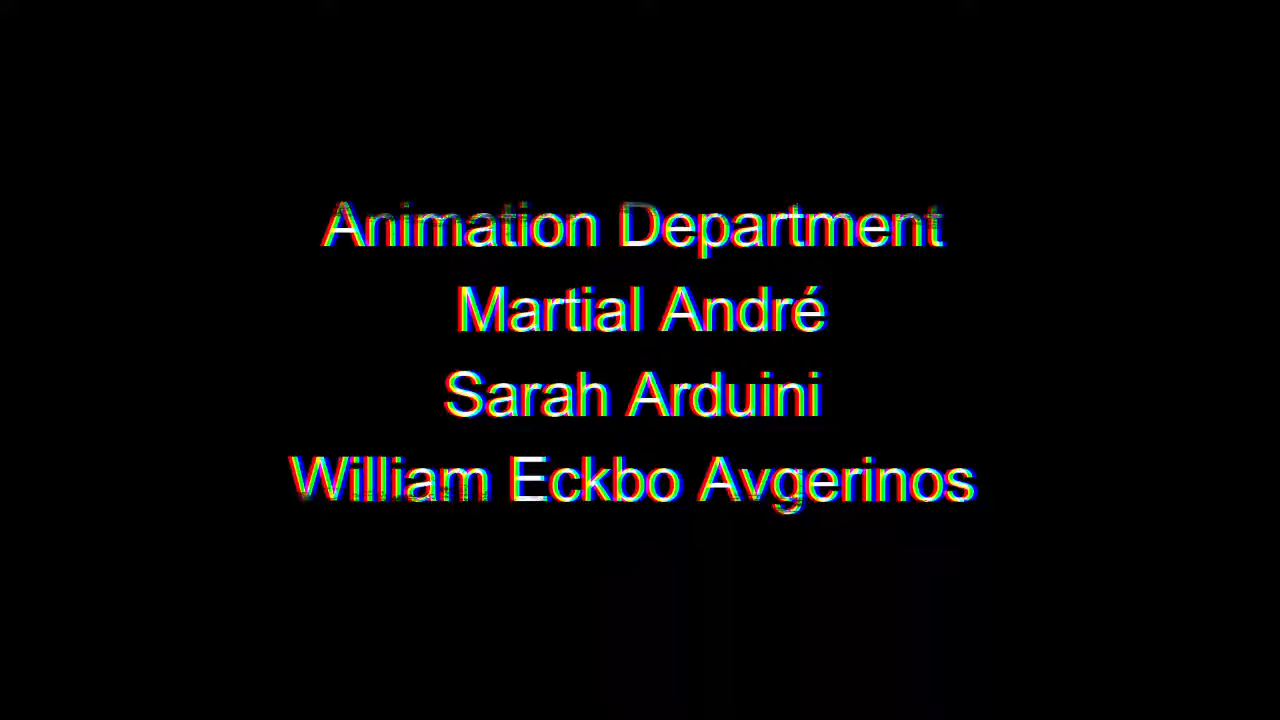 Animation Department
Martial André
Sarah Arduini
William Eckbo Avgerinos